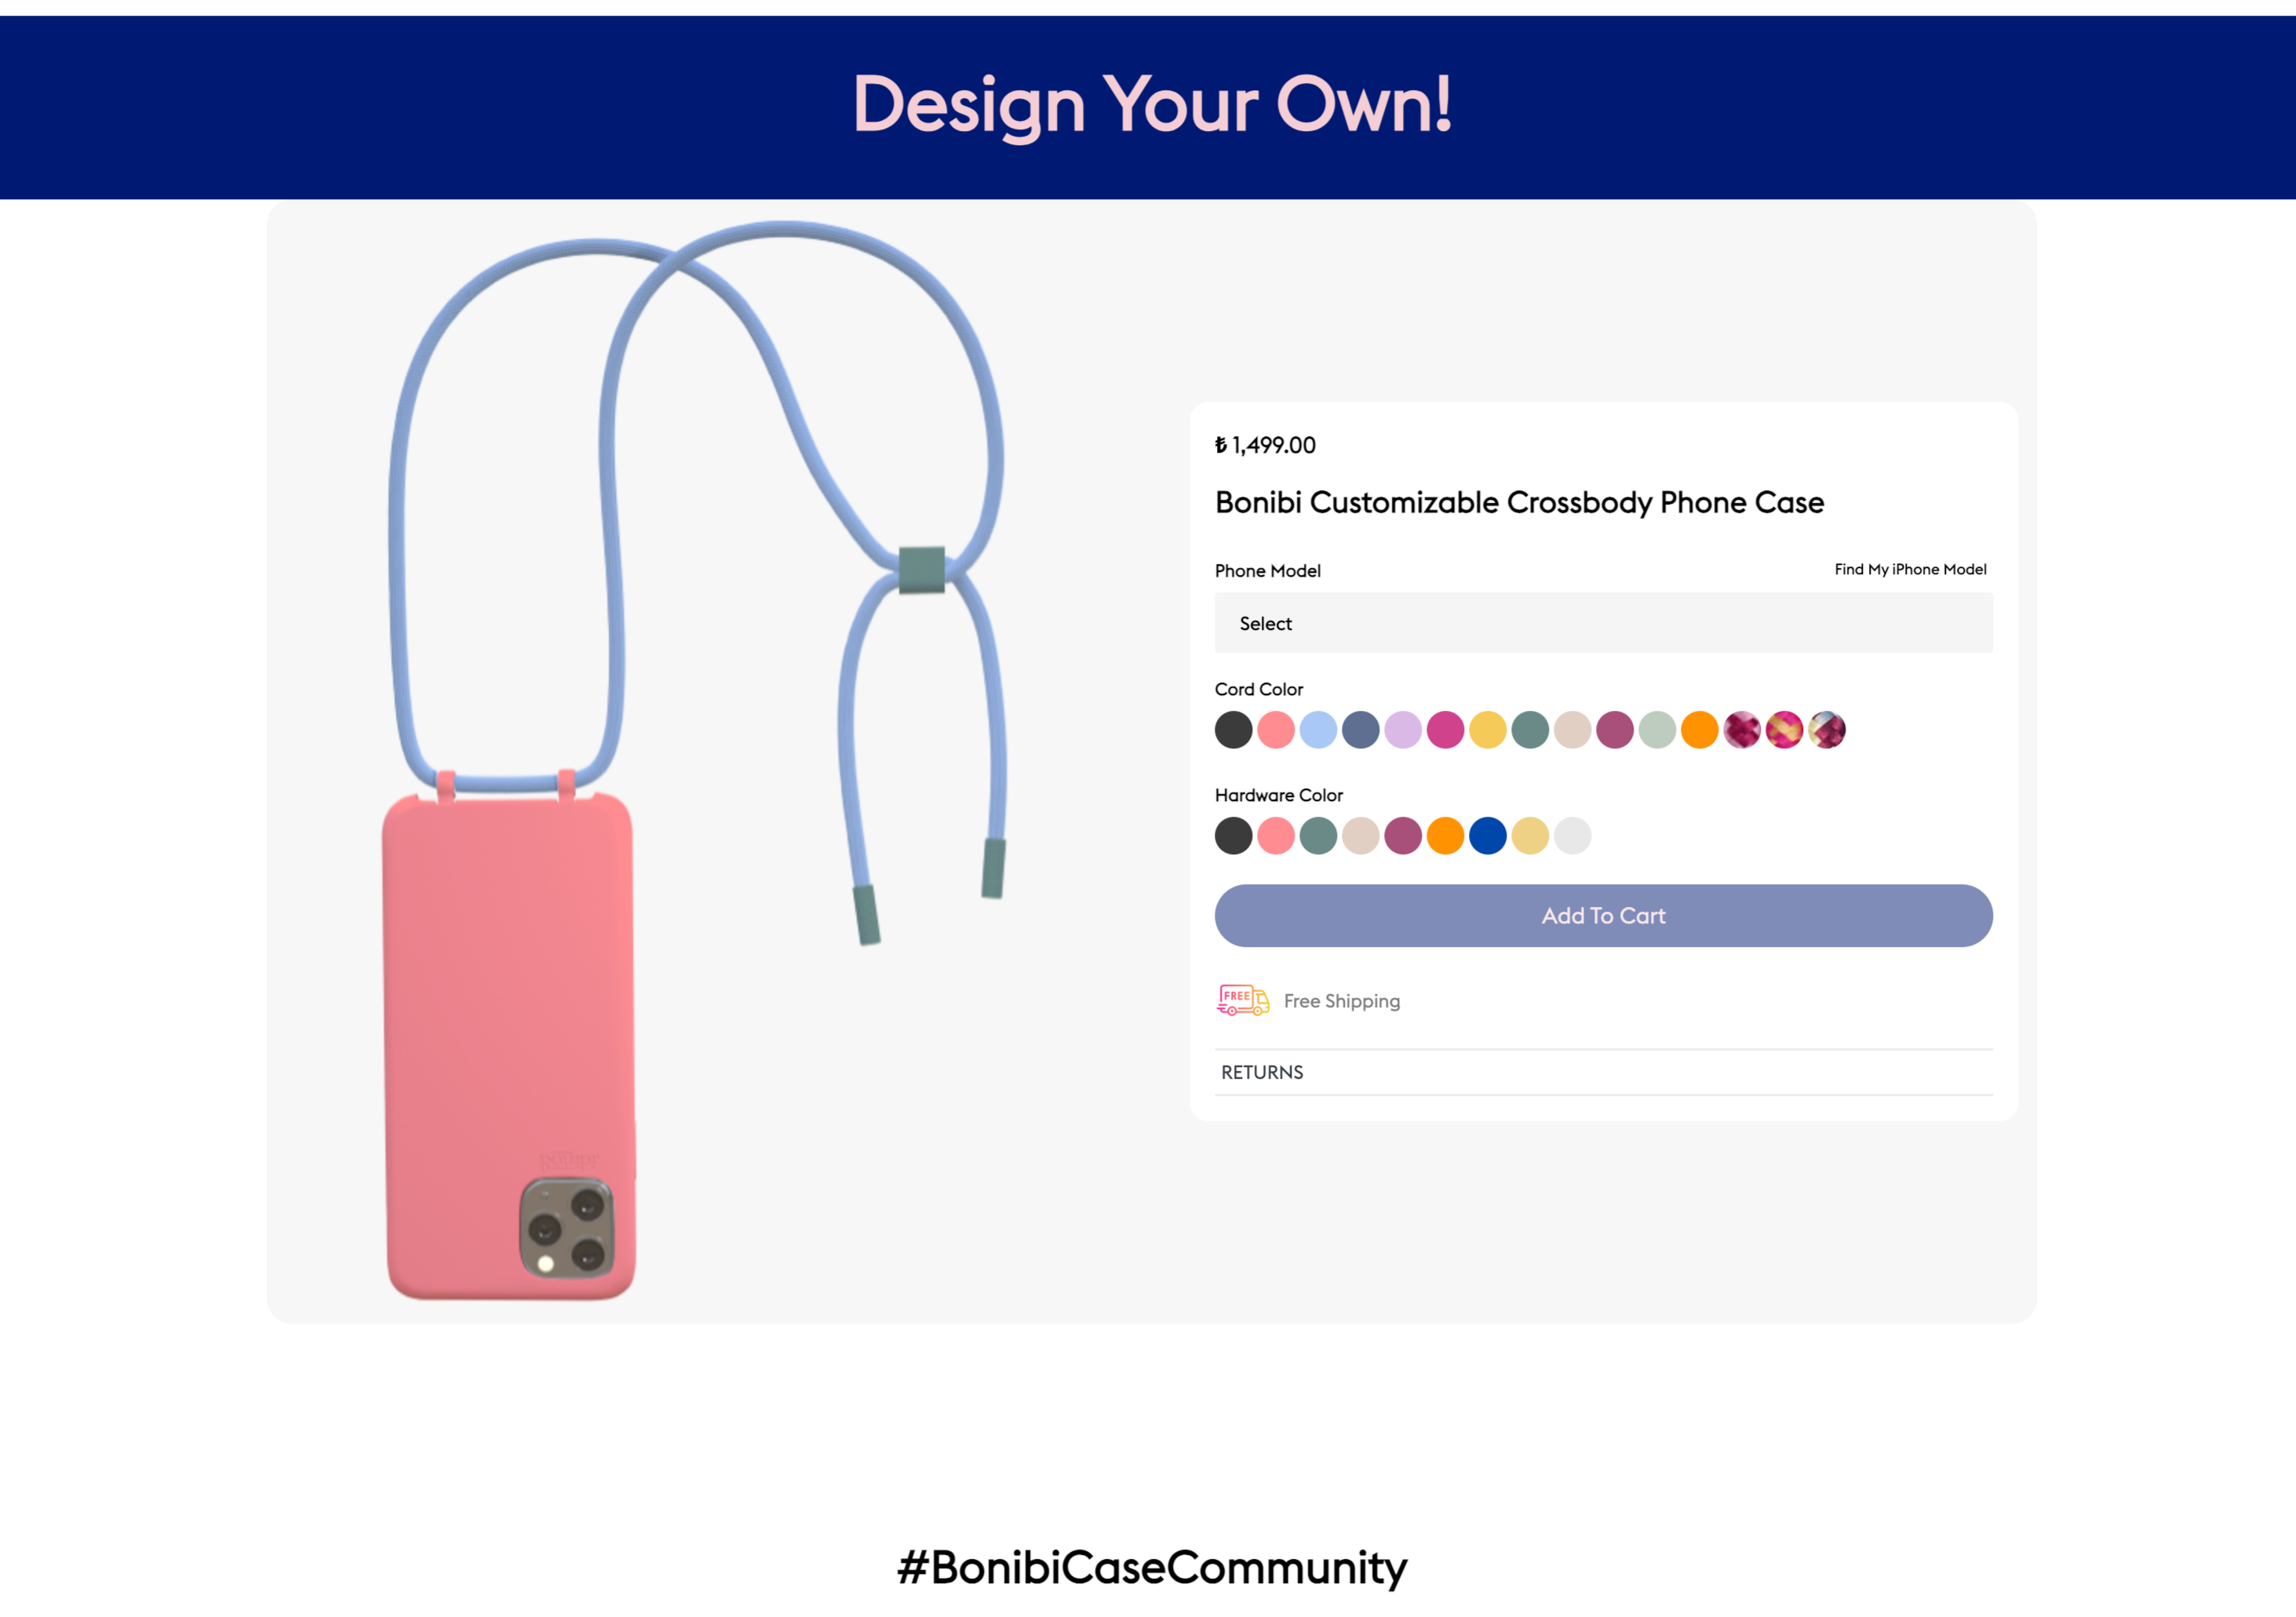 Design Your Own!
₺ 1,499.00
Bonibi Customizable Crossbody Phone Case
Phone Model
Find My iPhone Model
Select
Cord Color
Hardware Color
Add To Cart
FREE
Free Shipping
RETURNS
#BonibiCaseCommunity